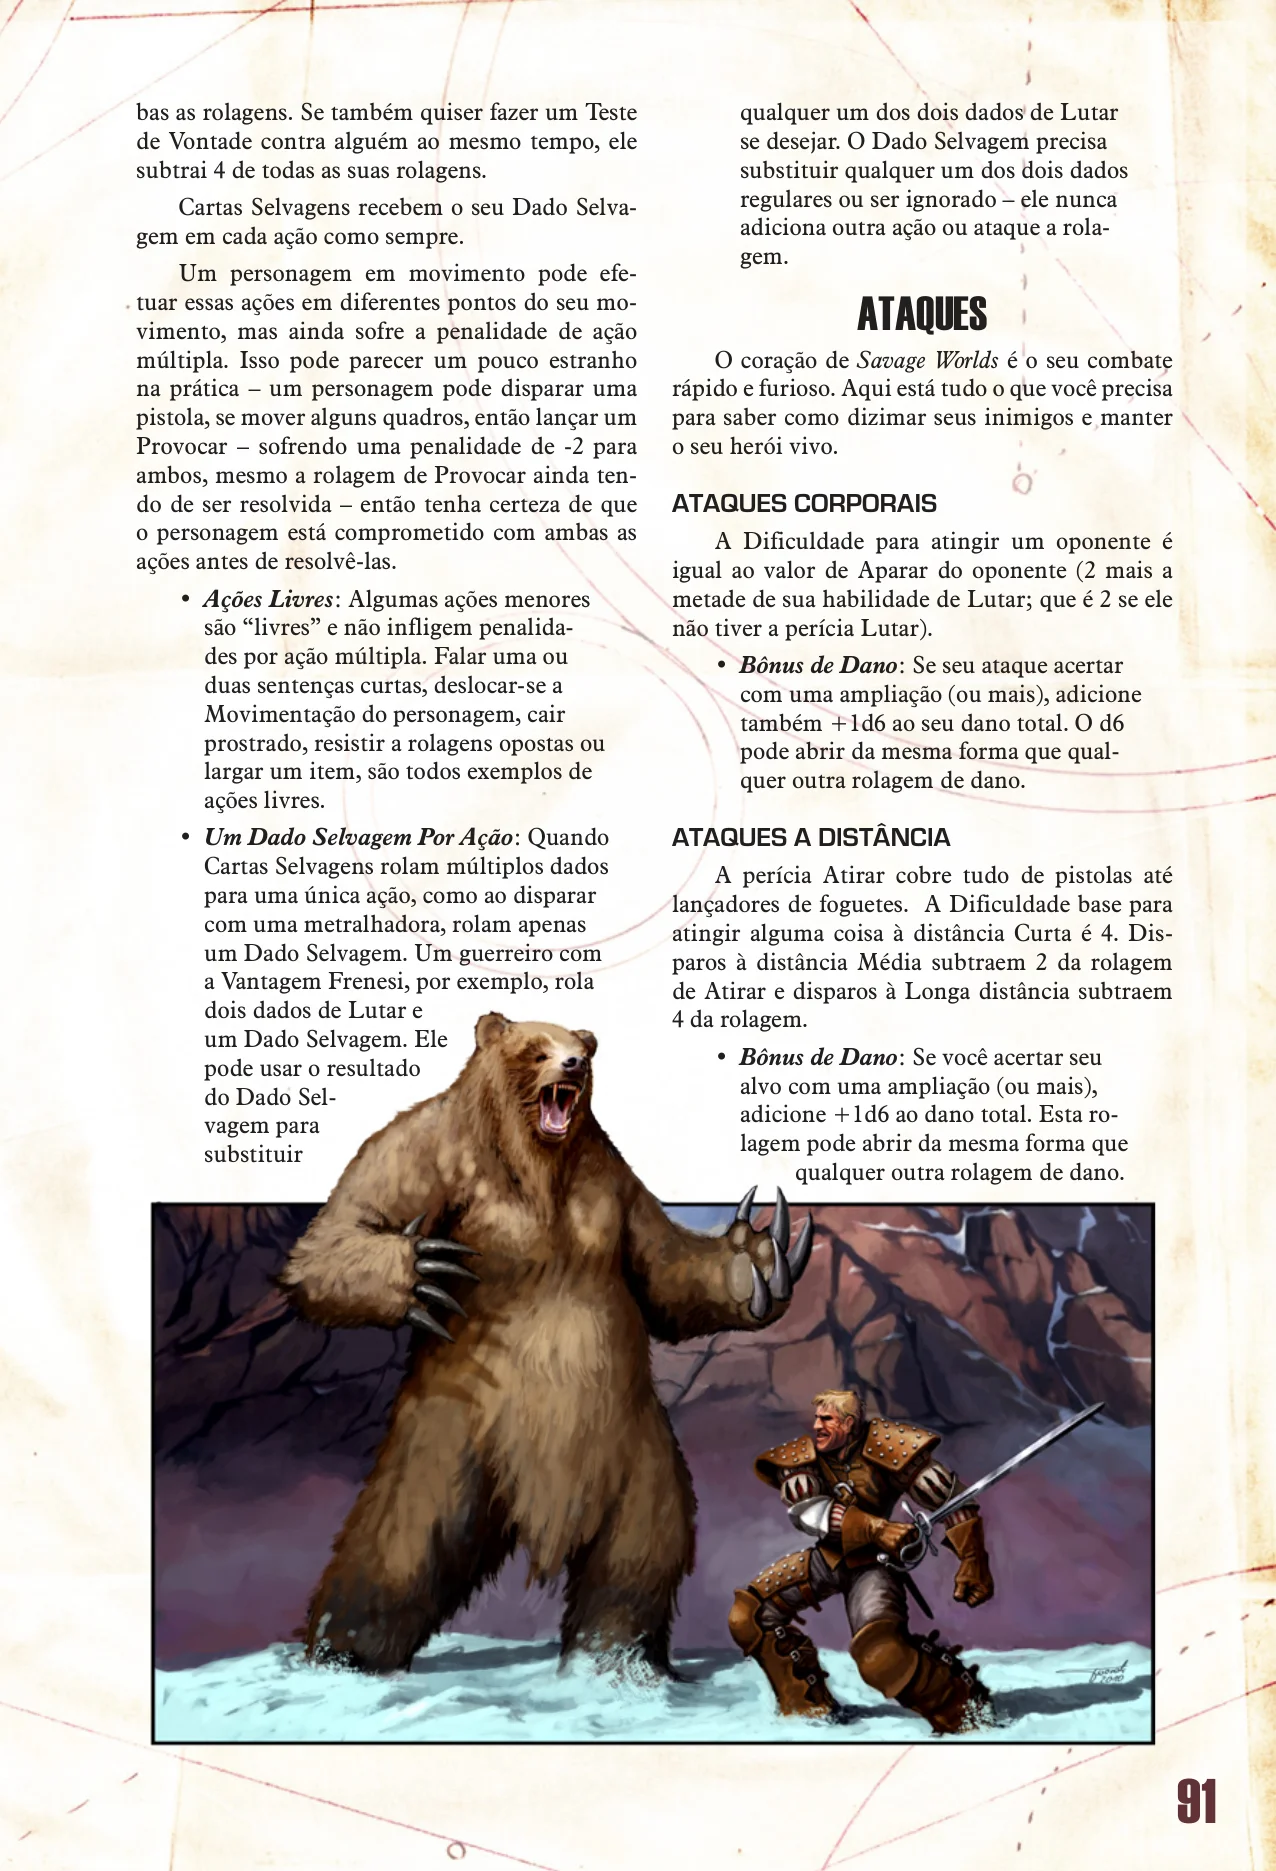 bas as rolagens. Se também quiser fazer um Teste
de Vontade contra alguém ao mesmo tempo, ele
subtrai 4 de todas as suas rolagens.
Cartas Selvagens recebem o seu Dado Selva-
gem em cada ação como sempre.
Um personagem em movimento pode efe-
tuar essas ações em diferentes pontos do seu mo-
vimento, mas ainda sofre a penalidade de ação
múltipla. Isso pode parecer um pouco estranho
na prática – um personagem pode disparar uma
pistola, se mover alguns quadros, então lançar um
Provocar – sofrendo uma penalidade de -2 para
ambos, mesmo a rolagem de Provocar ainda ten-
do de ser resolvida – então tenha certeza de que
o personagem está comprometido com ambas as
ações antes de resolvê-las.
• Ações Livres: Algumas ações menores
são “livres” e não infligem penalida-
des por ação múltipla. Falar uma ou
duas sentenças curtas, deslocar-se a
Movimentação do personagem, cair
prostrado, resistir a rolagens opostas ou
largar um item, são todos exemplos de
ações livres.
• Um Dado Selvagem Por Ação: Quando
Cartas Selvagens rolam múltiplos dados
para uma única ação, como ao disparar
com uma metralhadora, rolam apenas
um Dado Selvagem. Um guerreiro com
a Vantagem Frenesi, por exemplo, rola
dois dados de Lutar e
um Dado Selvagem. Ele
pode usar o resultado
do Dado Sel-
vagem para
substituir
qualquer um dos dois dados de Lutar
se desejar. O Dado Selvagem precisa
substituir qualquer um dos dois dados
regulares ou ser ignorado – ele nunca
adiciona outra ação ou ataque a rola-
gem.
ATAQUES
O coração de Savage Worlds é o seu combate
rápido e furioso. Aqui está tudo o que você precisa
para saber como dizimar seus inimigos e manter
o seu herói vivo.
ATAQUES CORPORAIS
A Dificuldade para atingir um oponente é
igual ao valor de Aparar do oponente (2 mais a
metade de sua habilidade de Lutar; que é 2 se ele
não tiver a perícia Lutar).
• Bônus de Dano: Se seu ataque acertar
com uma ampliação (ou mais), adicione
também +1d6 ao seu dano total. O d6
pode abrir da mesma forma que qual-
quer outra rolagem de dano.
ATAQUES A DISTÂNCIA
A perícia Atirar cobre tudo de pistolas até
lançadores de foguetes. A Dificuldade base para
atingir alguma coisa à distância Curta é 4. Dis-
paros à distância Média subtraem 2 da rolagem
de Atirar e disparos à Longa distância subtraem
4 da rolagem.
• Bônus de Dano: Se você acertar seu
alvo com uma ampliação (ou mais),
adicione +1d6 ao dano total. Esta ro-
lagem pode abrir da mesma forma que
qualquer outra rolagem de dano.
2010
91